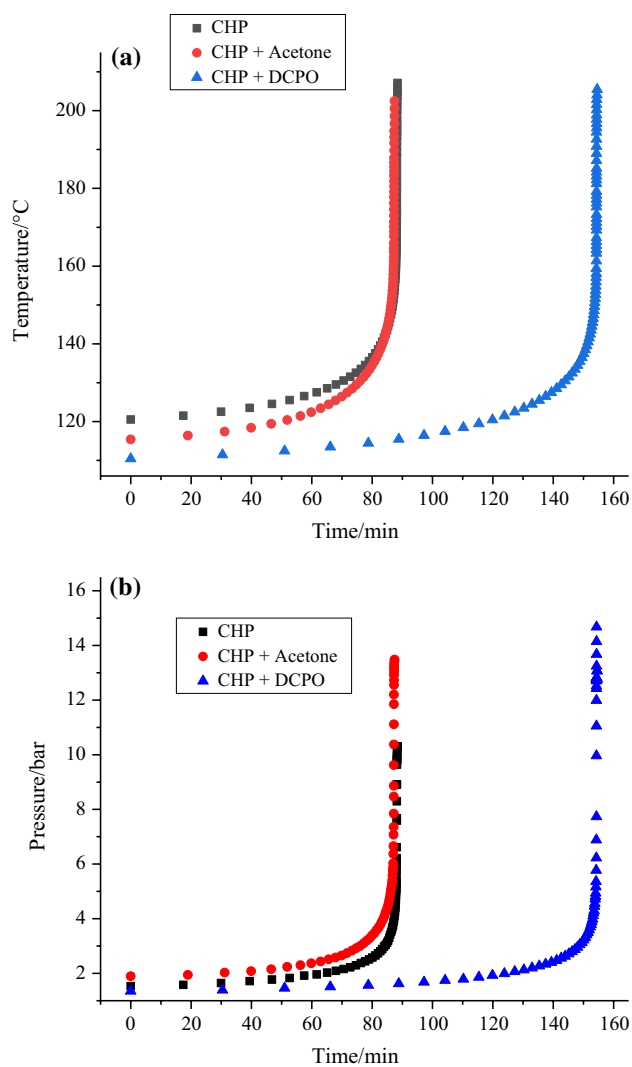 CHP
CHP + Acetone
CHP + DCPO
(a)
200
180
160
140
120
Temperature/°C
0 20 40 60 80 100 120 140 160
Time/min
(b)
CHP
CHP + Acetone
CHP + DCPO
16
14
12
10
8
6
4
2
Pressure/bar
0 20 40 60 80 100 120 140 160
Time/min